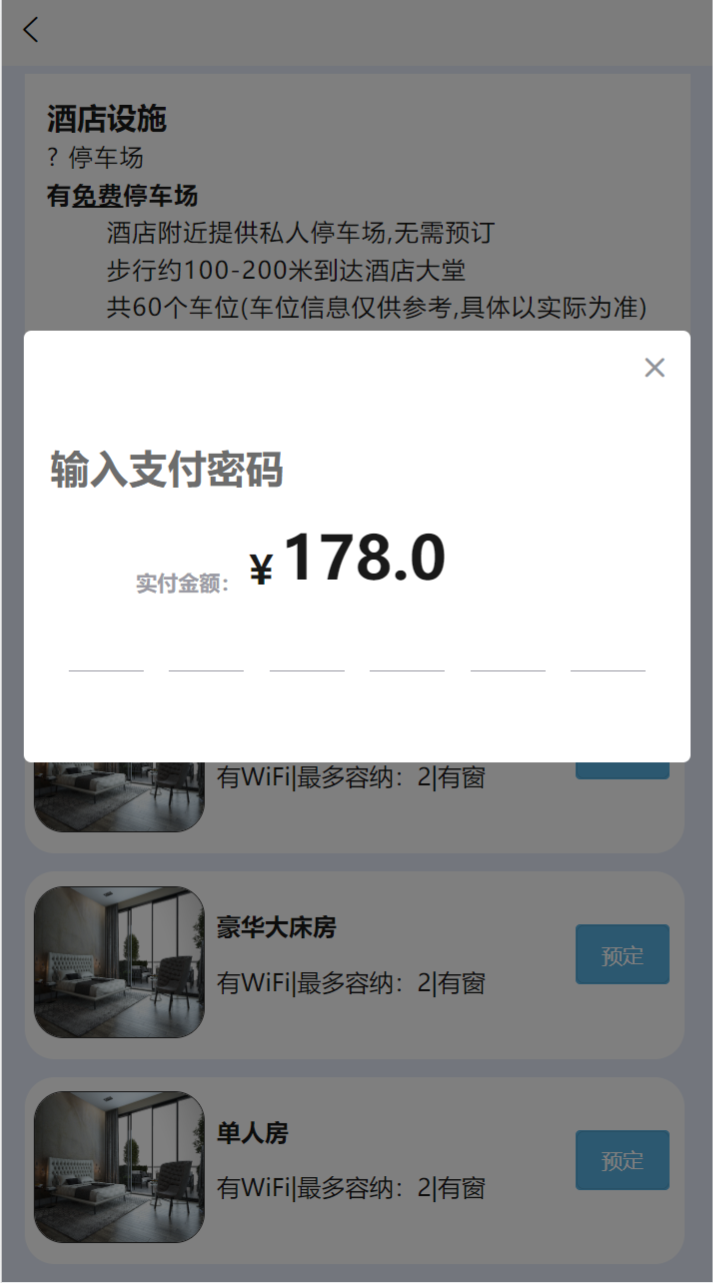 酒店设施
? 停车场
有免费停车场
酒店附近提供私人停车场,无需预订
步行约100-200米到达酒店大堂
共60个车位(车位信息仅供参考,具体以实际为准)
输入支付密码
实付金额: ¥ 178.0
有WiFi|最多容纳：2|有窗
豪华大床房
预定
有WiFi|最多容纳：2|有窗
单人房
预定
有WiFi|最多容纳：2|有窗